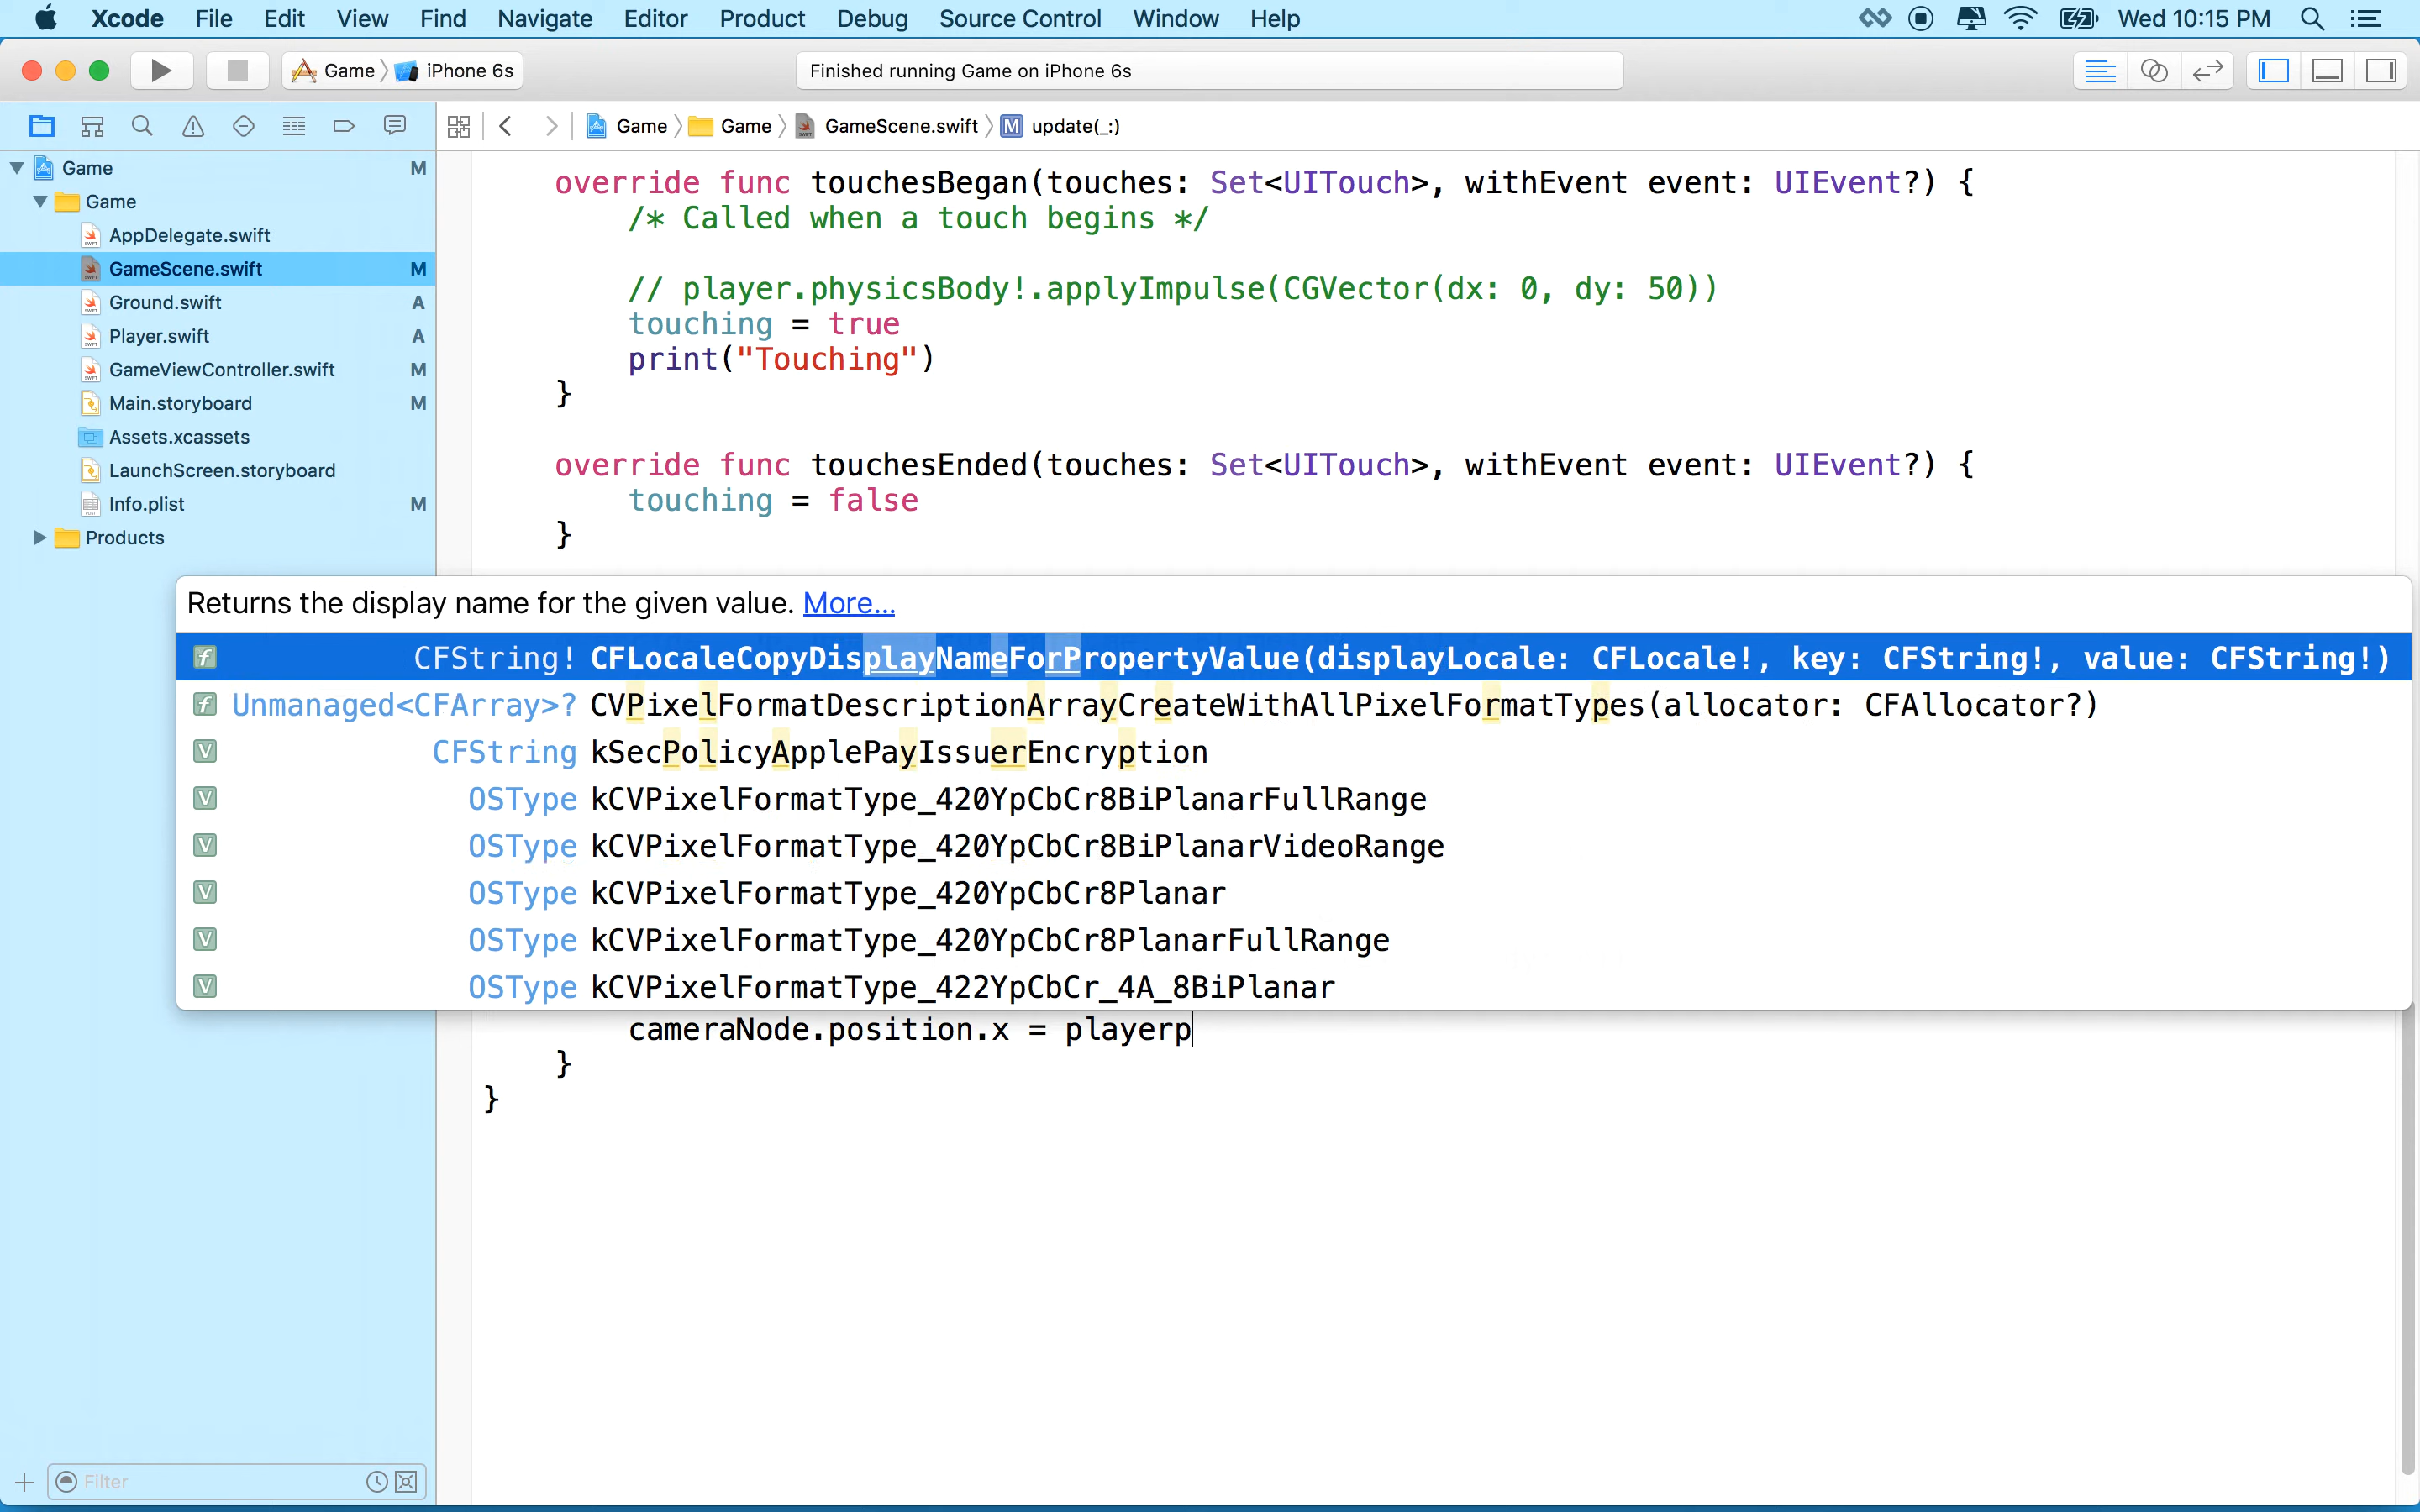 Xcode File Edit View Find Navigate Editor Product Debug Source Control Window Help Wed 10:15 PM
Game iPhone 6s Finished running Game on iPhone 6s
Game Game GameScene.swift M update(_:)
Game M
Game
AppDelegate.swift
GameScene.swift M
Ground.swift A
Player.swift A
GameViewController.swift M
Main.storyboard M
Assets.xcassets
LaunchScreen.storyboard
Info.plist M
Products
override func touchesBegan(touches: Set<UITouch>, withEvent event: UIEvent?) {
/* Called when a touch begins */
// player.physicsBody!.applyImpulse(CGVector(dx: 0, dy: 50))
touching = true
print("Touching")
}
override func touchesEnded(touches: Set<UITouch>, withEvent event: UIEvent?) {
touching = false
}
Returns the display name for the given value. More...
f CFString! CFLocaleCopyDisplayNameForPropertyValue(displayLocale: CFLocale!, key: CFString!, value: CFString!)
f Unmanaged<CFArray>? CVPixelFormatDescriptionArrayCreateWithAllPixelFormatTypes(allocator: CFAllocator?)
V CFString kSecPolicyApplePayIssuerEncryption
V OSType kCVPixelFormatType_420YpCbCr8BiPlanarFullRange
V OSType kCVPixelFormatType_420YpCbCr8BiPlanarVideoRange
V OSType kCVPixelFormatType_420YpCbCr8Planar
V OSType kCVPixelFormatType_420YpCbCr8PlanarFullRange
V OSType kCVPixelFormatType_422YpCbCr_4A_8BiPlanar
cameraNode.position.x = playerp
}
}
Filter